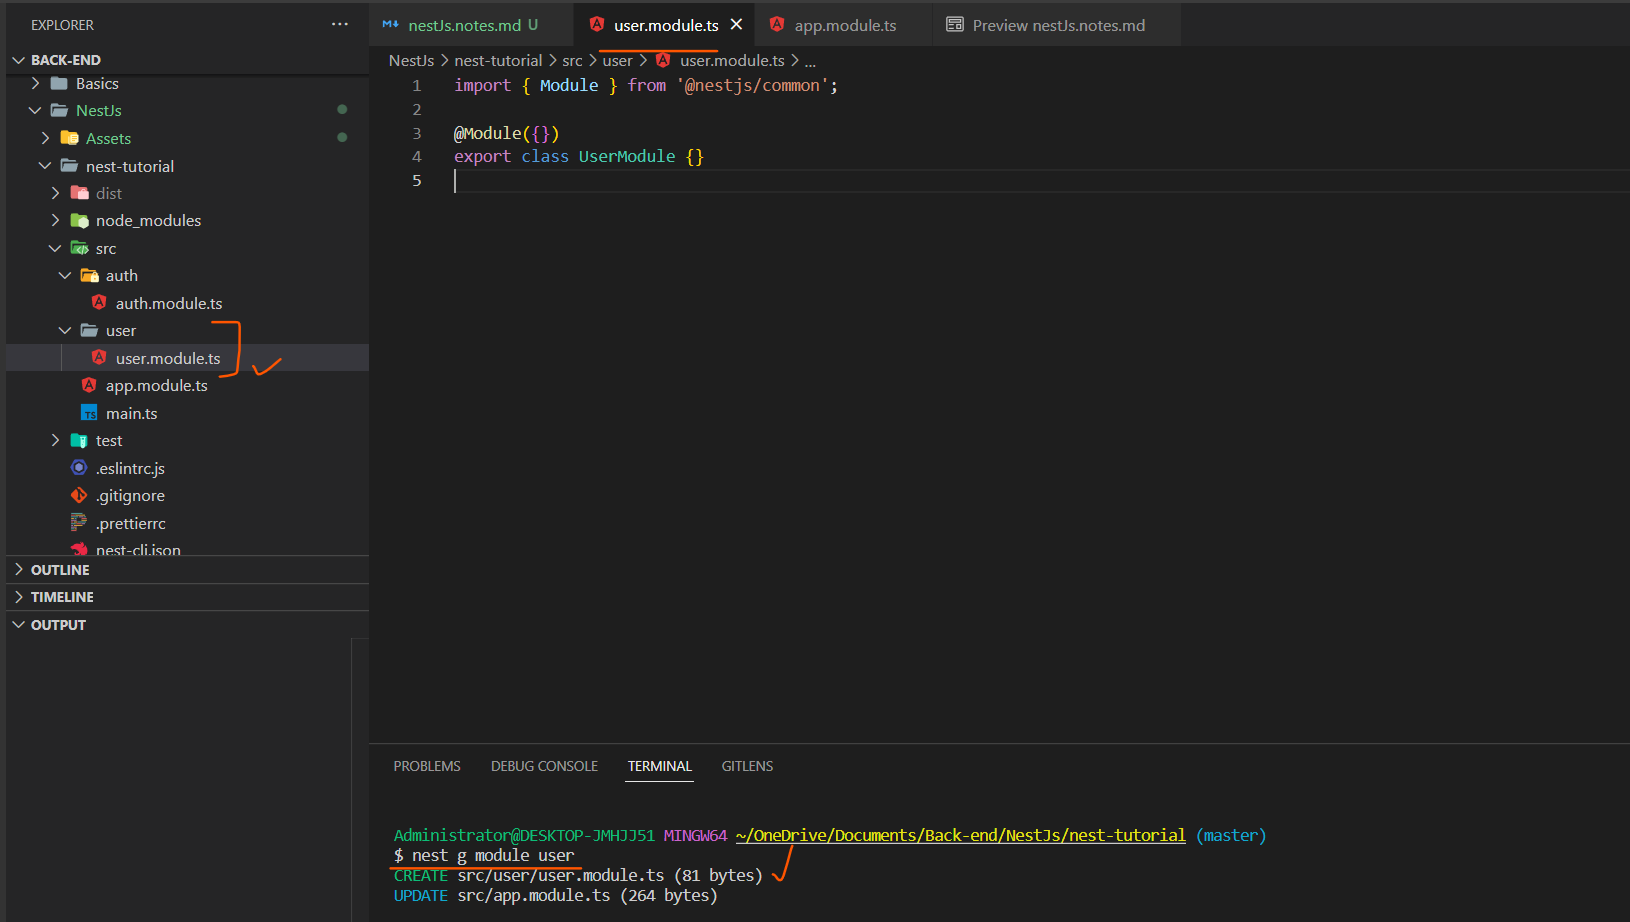 EXPLORER
···
BACK-END
Basics
NestJs
Assets
nest-tutorial
dist
node_modules
src
auth
auth.module.ts
user
user.module.ts
app.module.ts
main.ts
test
.eslintrc.js
.gitignore
.prettierrc
nest-cli.json
OUTLINE
TIMELINE
OUTPUT
nestJs.notes.md U
user.module.ts
app.module.ts
Preview nestJs.notes.md
NestJs > nest-tutorial > src > user > user.module.ts > ...
1 import { Module } from '@nestjs/common';
2
3 @Module({})
4 export class UserModule {}
5
PROBLEMS DEBUG CONSOLE TERMINAL GITLENS
Administrator@DESKTOP-JMHJJ51 MINGW64 ~/OneDrive/Documents/Back-end/NestJs/nest-tutorial (master)
$ nest g module user
CREATE src/user/user.module.ts (81 bytes)
UPDATE src/app.module.ts (264 bytes)